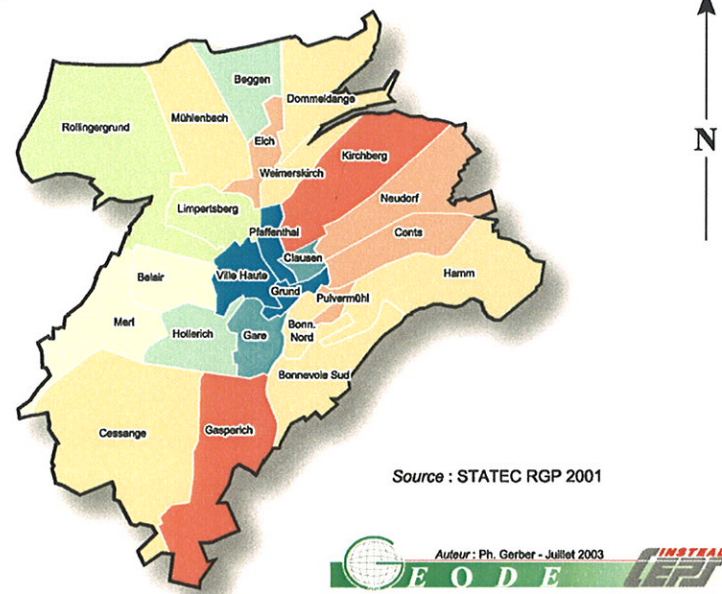 Beggen
Dommeldange
Rollingergrund
Mühlenbach
Eich
Kirchberg
Weimerskirch
Neudorf
Limpertsberg
Pfaffenthal
Cents
Clausen
Belair
Ville Haute
Hamm
Grund
Pulvermühl
Merl
Hollerich
Gare
Bonn.
Nord
Bonnevoie Sud
Cessange
Gasperich
N
Source : STATEC RGP 2001
Auteur : Ph. Gerber - Juillet 2003
GEODE
INSTEAD
CEPS